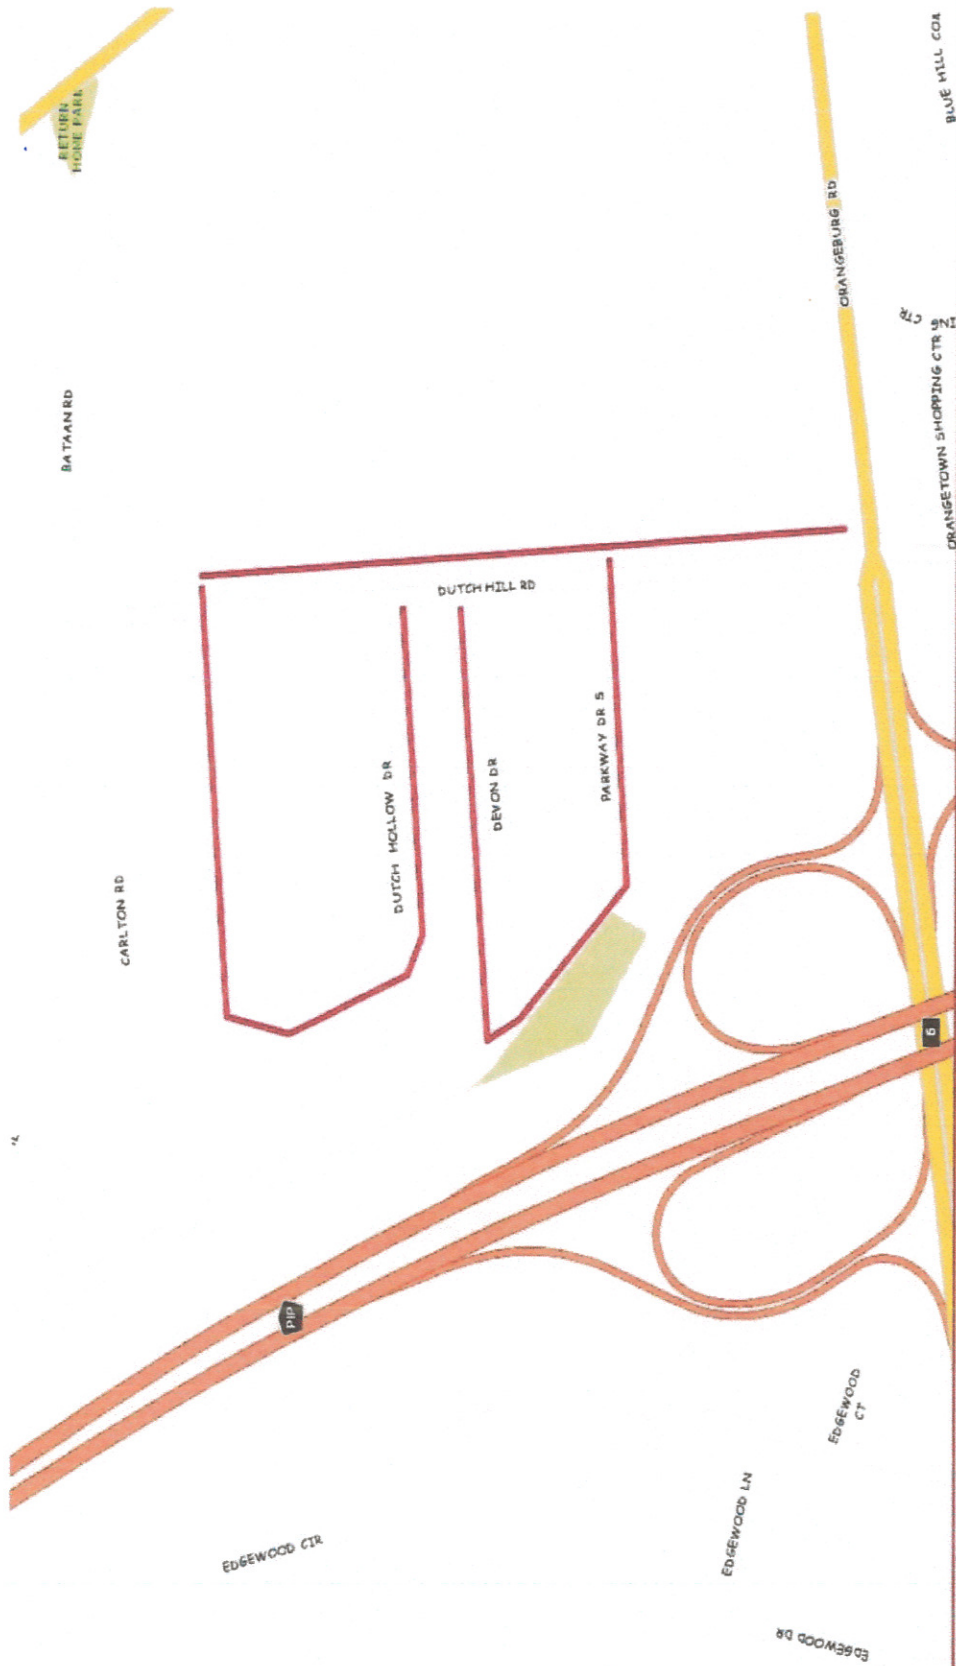 RETURN
HOME PARK
BLUE HILL COR
ORANGEBURG RD
CTR
ORANGETOWN SHOPPING CTR
BATAAN RD
DUTCH HILL RD
DUTCH HOLLOW DR
DEVON DR
PARKWAY DR S
CARLTON RD
6
PIP
EDGEWOOD
CT
EDGEWOOD CIR
EDGEWOOD LN
EDGEWOOD DR